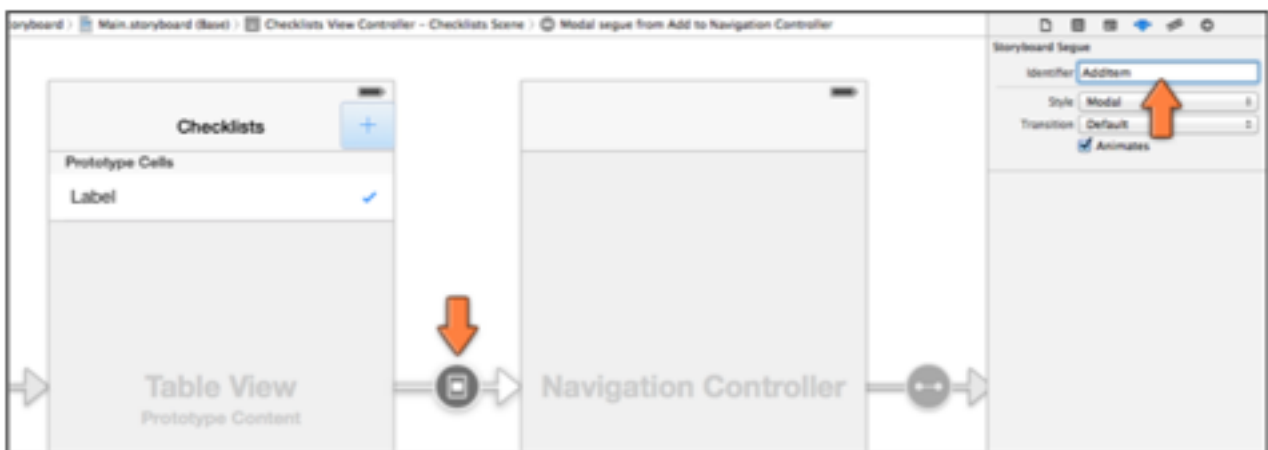 oryboard 〉 Main.storyboard (Base) 〉 Checklists View Controller – Checklists Scene 〉 Modal segue from Add to Navigation Controller
Storyboard Segue
Identifier AddItem
Style Modal
Transition Default
Animates
Checklists +
Prototype Cells
Label
Table View
Prototype Content
Navigation Controller